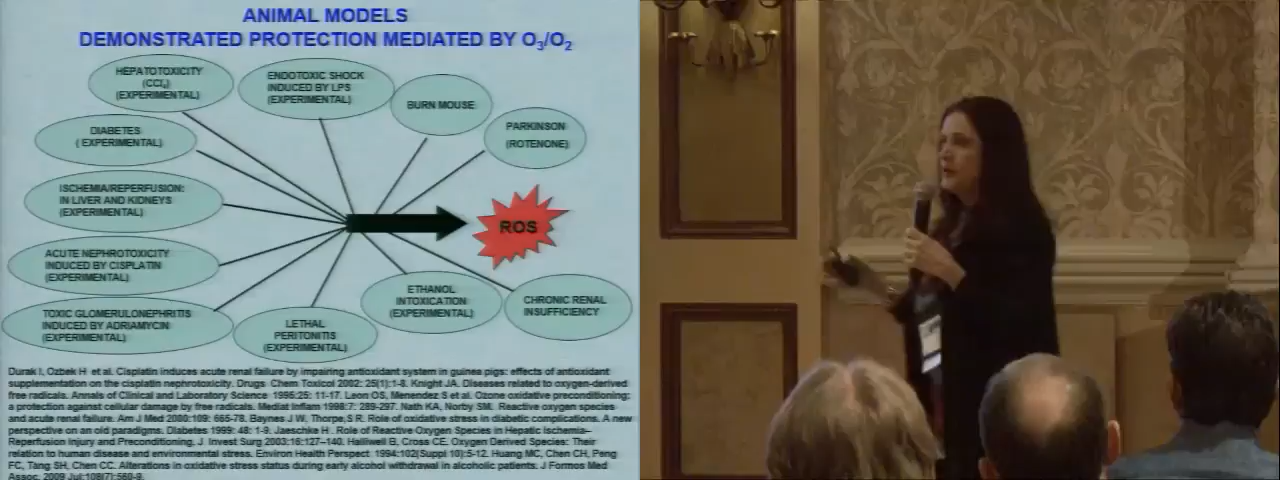 ANIMAL MODELS
DEMONSTRATED PROTECTION MEDIATED BY O3/O2
HEPATOTOXICITY
(CCl4)
(EXPERIMENTAL)
ENDOTOXIC SHOCK
INDUCED BY LPS
(EXPERIMENTAL)
BURN MOUSE
PARKINSON
(ROTENONE)
DIABETES
( EXPERIMENTAL)
ISCHEMIA/REPERFUSION:
IN LIVER AND KIDNEYS
(EXPERIMENTAL)
ROS
ACUTE NEPHROTOXICITY
INDUCED BY CISPLATIN
(EXPERIMENTAL)
TOXIC GLOMERULONEPHRITIS
INDUCED BY ADRIAMYCIN
(EXPERIMENTAL)
LETHAL
PERITONITIS
(EXPERIMENTAL)
ETHANOL
INTOXICATION
(EXPERIMENTAL)
CHRONIC RENAL
INSUFFICIENCY
Durak I, Ozbek H et al. Cisplatin induces acute renal failure by impairing antioxidant system in guinea pigs: effects of antioxidant
supplementation on the cisplatin nephrotoxicity. Drugs Chem Toxicol 2002: 25(1):1-8. Knight JA. Diseases related to oxygen-derived
free radicals. Annals of Clinical and Laboratory Science 1995:25: 11-17. Leon OS, Menendez S et al. Ozone oxidative preconditioning;
a protection against cellular damage by free radicals. Mediat Inflam 1998:7: 289-297. Nath KA, Norby SM. Reactive oxygen species
and acute renal failure. Am J Med 2000:109: 665-78. Baynes J W, Thorpe S R. Role of oxidative stress in diabetic complications. A new
perspective on an old paradigms. Diabetes 1999: 48: 1-9. Jaeschke H. Role of Reactive Oxygen Species in Hepatic Ischemia–
Reperfusion Injury and Preconditioning. J Invest Surg 2003:16:127–140. Halliwell B, Cross CE. Oxygen Derived Species: Their
relation to human disease and environmental stress. Environ Health Perspect 1994:102(Suppl 10):5-12. Huang MC, Chen CH, Peng
FC, Tang SH, Chen CC. Alterations in oxidative stress status during early alcohol withdrawal in alcoholic patients. J Formos Med
Assoc. 2009 Jul:108(7):560-9.